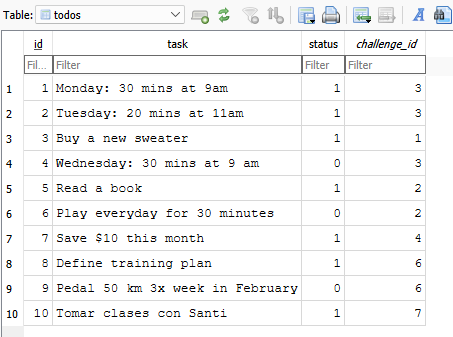 Table: todos
id task status challenge_id
Fil... Filter Filter Filter
1 1 Monday: 30 mins at 9am 1 3
2 2 Tuesday: 20 mins at 11am 1 3
3 3 Buy a new sweater 1 1
4 4 Wednesday: 30 mins at 9 am 0 3
5 5 Read a book 1 2
6 6 Play everyday for 30 minutes 0 2
7 7 Save $10 this month 1 4
8 8 Define training plan 1 6
9 9 Pedal 50 km 3x week in February 0 6
10 10 Tomar clases con Santi 1 7